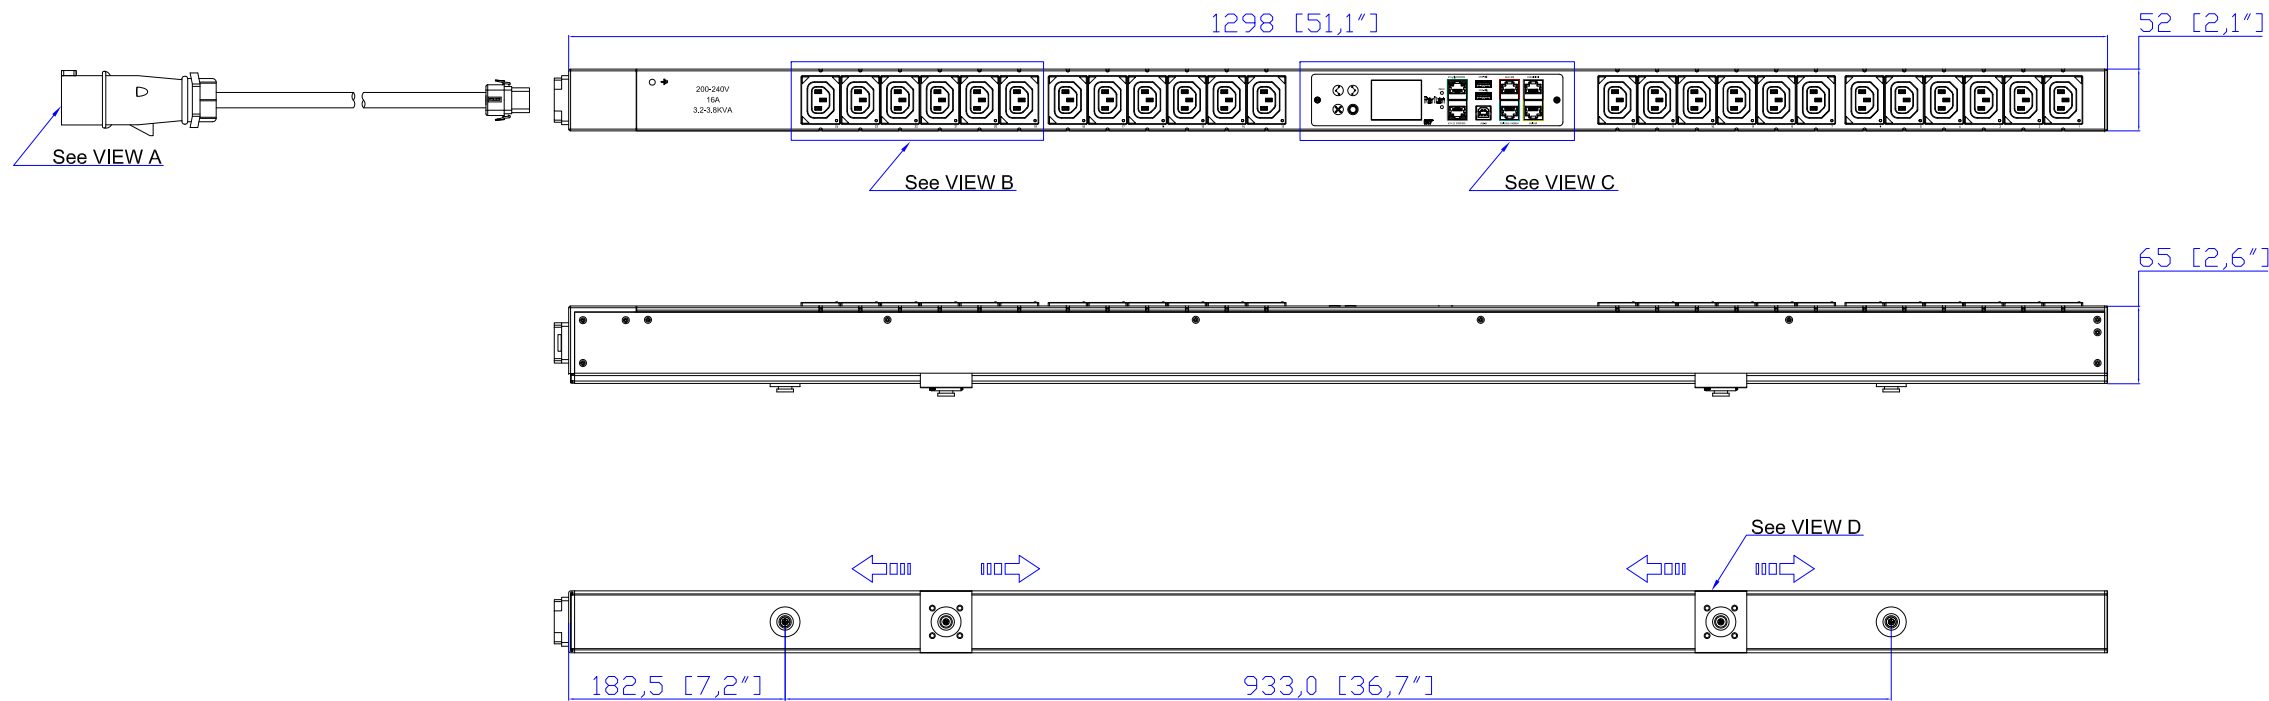 1298 [51,1"]
52 [2,1"]
200-240V
16A
3.2-3.8KVA
Raritan
See VIEW A
See VIEW B
See VIEW C
65 [2,6"]
See VIEW D
182,5 [7,2"]
933,0 [36,7"]